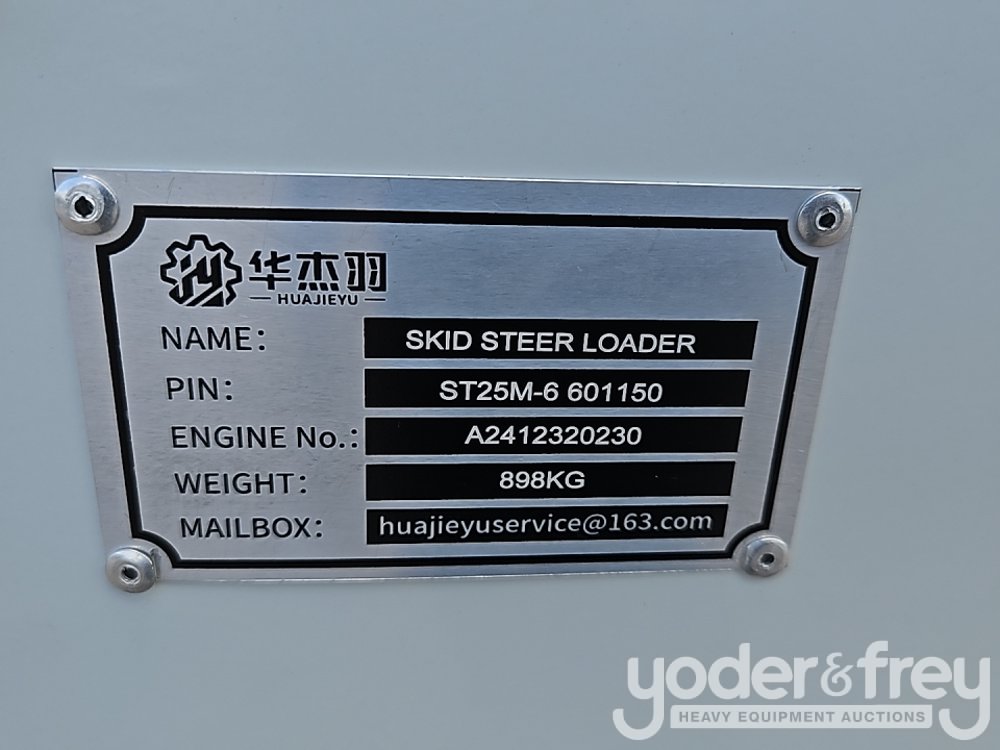 华杰羽
HUAJIEYU
NAME: SKID STEER LOADER
PIN: ST25M-6 601150
ENGINE No.: A2412320230
WEIGHT: 898KG
MAILBOX: huajieyuservice@163.com
yoder&frey
HEAVY EQUIPMENT AUCTIONS